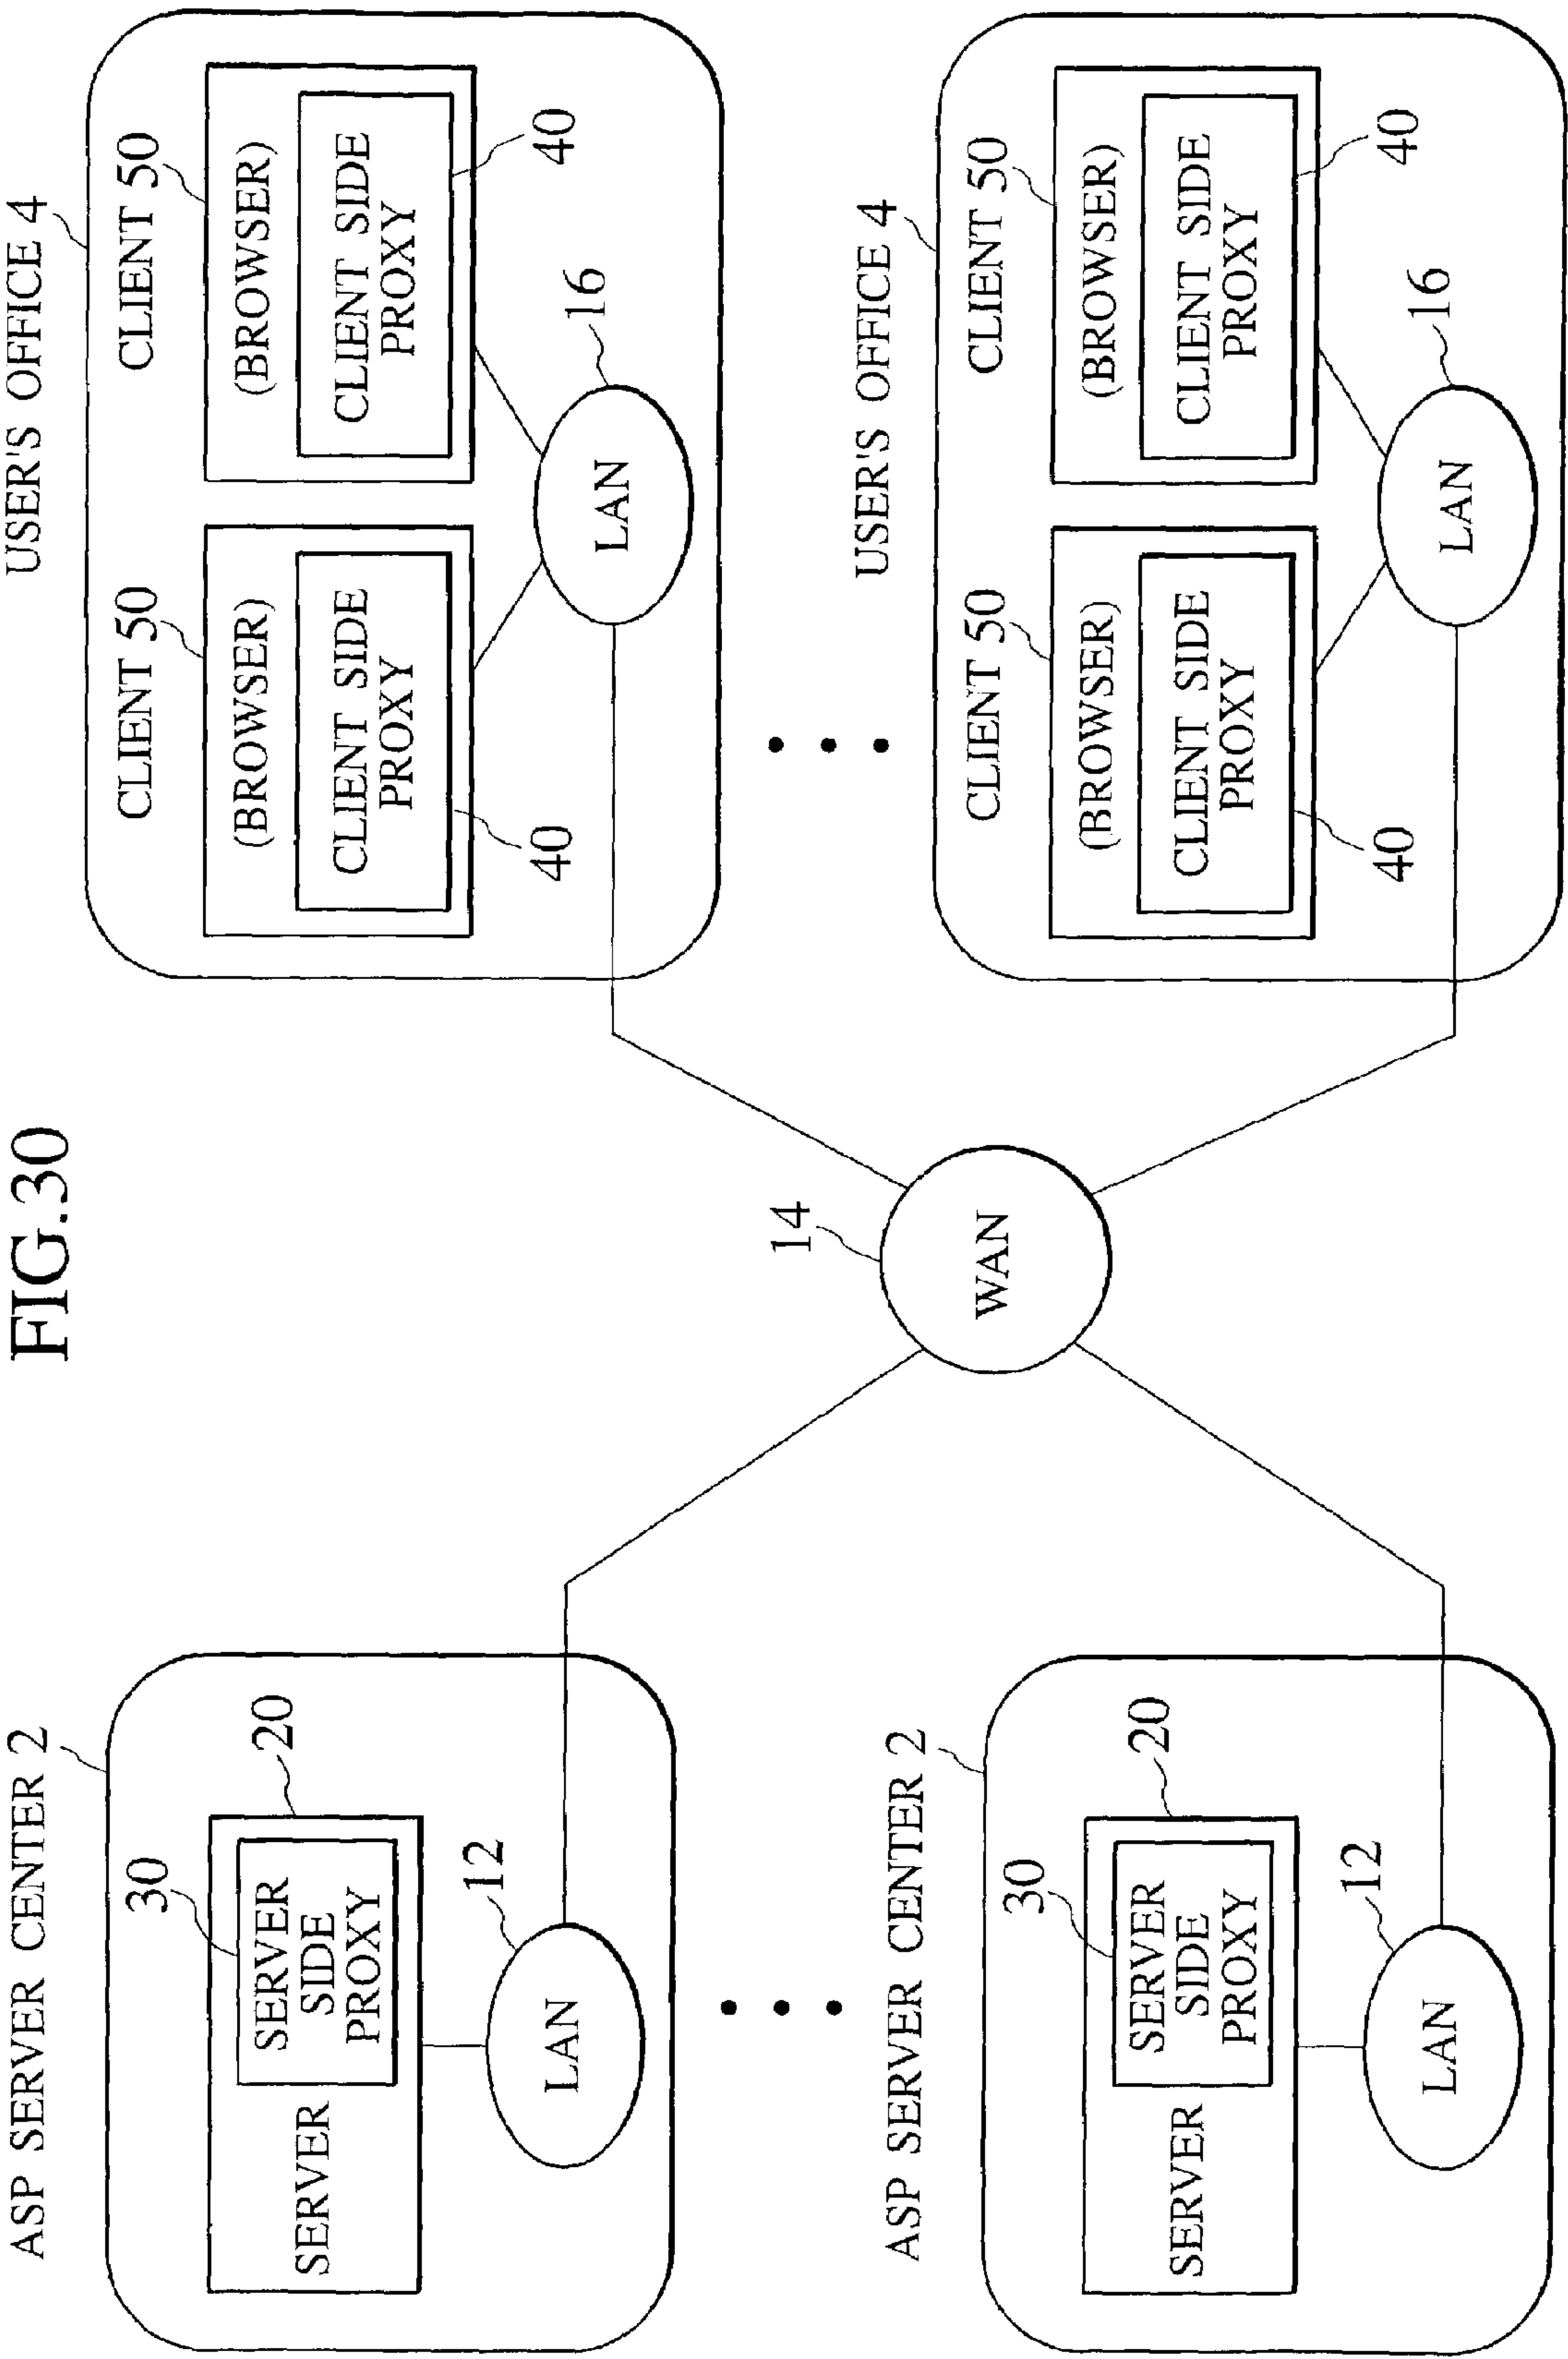 FIG.30
ASP SERVER CENTER 2
30
20
SERVER
SERVER
SIDE
PROXY
12
LAN
ASP SERVER CENTER 2
30
20
SERVER
SERVER
SIDE
PROXY
12
LAN
14
WAN
USER'S OFFICE 4
CLIENT 50
(BROWSER)
CLIENT SIDE
PROXY
40
CLIENT 50
(BROWSER)
CLIENT SIDE
PROXY
40
16
LAN
USER'S OFFICE 4
CLIENT 50
(BROWSER)
CLIENT SIDE
PROXY
40
CLIENT 50
(BROWSER)
CLIENT SIDE
PROXY
40
16
LAN